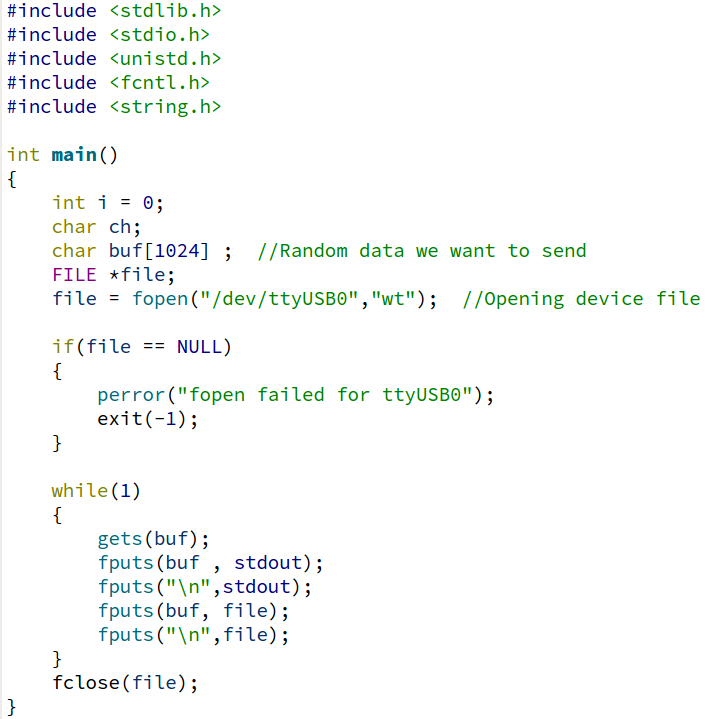 #include <stdlib.h>
#include <stdio.h>
#include <unistd.h>
#include <fcntl.h>
#include <string.h>

int main()
{
    int i = 0;
    char ch;
    char buf[1024] ;  //Random data we want to send
    FILE *file;
    file = fopen("/dev/ttyUSB0","wt");  //Opening device file

    if(file == NULL)
    {
        perror("fopen failed for ttyUSB0");
        exit(-1);
    }

    while(1)
    {
        gets(buf);
        fputs(buf , stdout);
        fputs("\n",stdout);
        fputs(buf, file);
        fputs("\n",file);
    }
    fclose(file);
}